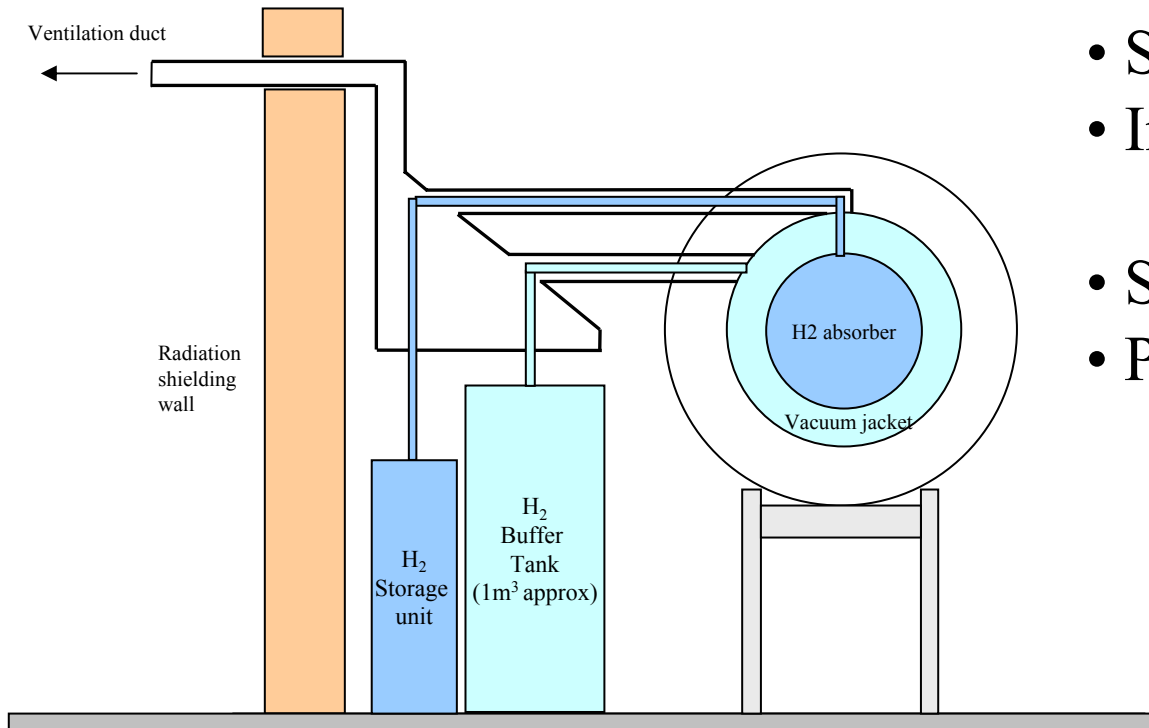 Ventilation duct
• S
• I
• S
• P
H2 absorber
Radiation
shielding
wall
Vacuum jacket
H₂
Buffer
Tank
(1m³ approx)
H₂
Storage
unit